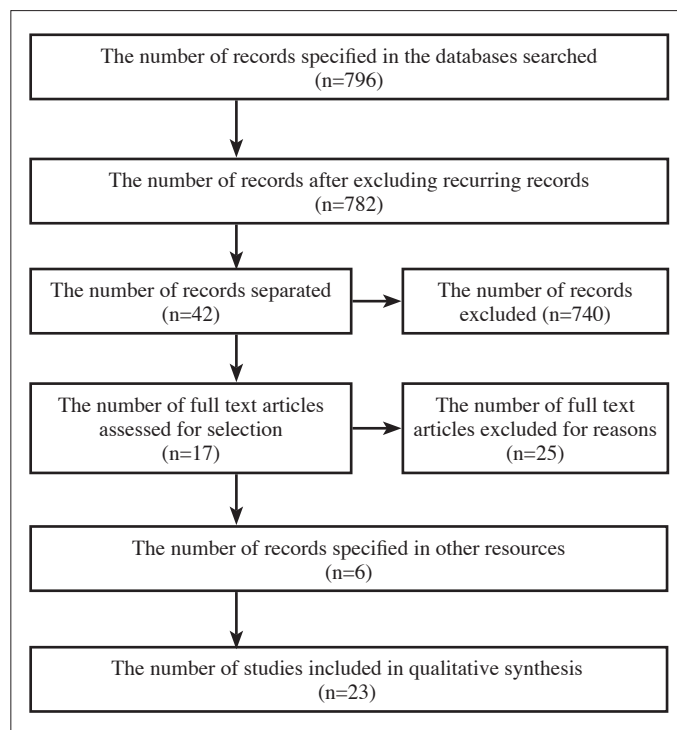 The number of records specified in the databases searched
(n=796)
The number of records after excluding recurring records
(n=782)
The number of records separated
(n=42)
The number of records
excluded (n=740)
The number of full text articles
assessed for selection
(n=17)
The number of full text
articles excluded for reasons
(n=25)
The number of records specified in other resources
(n=6)
The number of studies included in qualitative synthesis
(n=23)